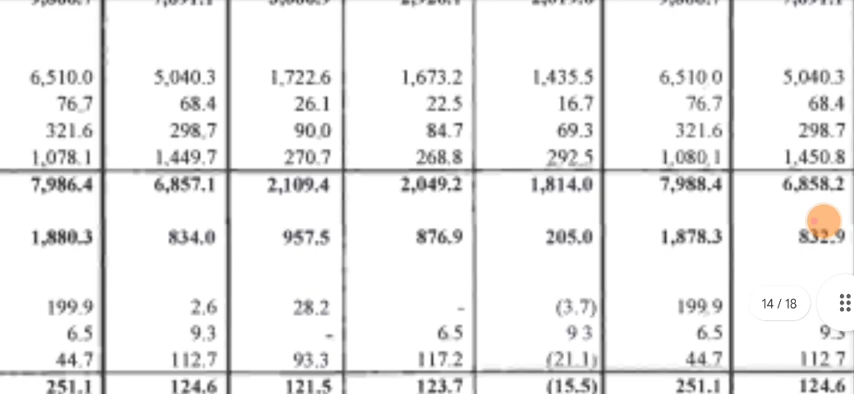 6,510.0 5,040.3 1,722.6 1,673.2 1,435.5 6,510 0 5,040.3
76.7 68.4 26.1 22.5 16.7 76.7 68.4
321.6 298.7 90.0 84.7 69.3 321.6 298.7
1,078.1 1,449.7 270.7 268.8 292.5 1,080.1 1,450.8
7,986.4 6,857.1 2,109.4 2,049.2 1,814.0 7,988.4 6,858.2
1,880.3 834.0 957.5 876.9 205.0 1,878.3 832.9
199.9 2.6 28.2 - (3.7) 199.9
14 / 18
6.5 9.3 - 6.5 9 3 6.5 9.3
44.7 112.7 93.3 117.2 (21.1) 44.7 112 7
251.1 124.6 121.5 123.7 (15.5) 251.1 124.6